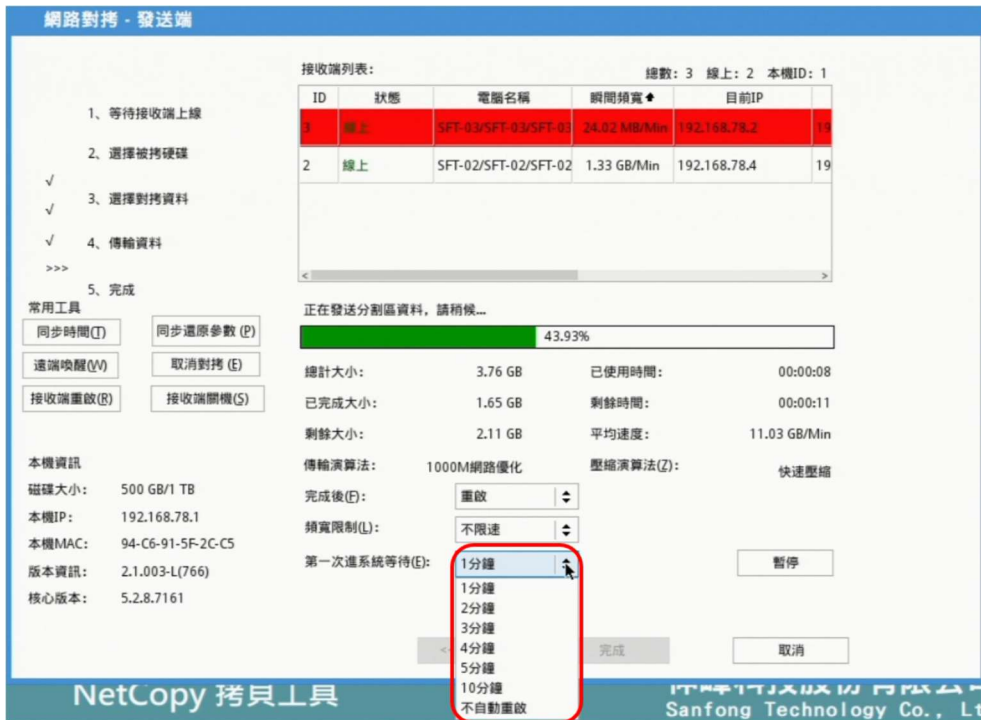 網路對拷 - 發送端
接收端列表:
總數: 3 線上: 2 本機ID: 1
ID 狀態 電腦名稱 瞬間頻寬 目前IP
3 線上 SFT-03/SFT-03/SFT-03 24.02 MB/Min 192.168.78.2 19
2 線上 SFT-02/SFT-02/SFT-02 1.33 GB/Min 192.168.78.4 19
1、等待接收端上線
2、選擇被拷硬碟
√
3、選擇對拷資料
√
√ 4、傳輸資料
>>>
5、完成
常用工具
同步時間(T) 同步還原參數 (P)
遠端喚醒(W) 取消對拷 (E)
接收端重啟(R) 接收端關機(S)
正在發送分割區資料, 請稍候...
43.93%
總計大小: 3.76 GB 已使用時間: 00:00:08
已完成大小: 1.65 GB 剩餘時間: 00:00:11
剩餘大小: 2.11 GB 平均速度: 11.03 GB/Min
傳輸演算法: 1000M網路優化 壓縮演算法(Z): 快速壓縮
完成後(F): 重啟
頻寬限制(L): 不限速
第一次進系統等待(E): 1分鐘 暫停
1分鐘
2分鐘
3分鐘
4分鐘
5分鐘
10分鐘
不自動重啟
本機資訊
磁碟大小: 500 GB/1 TB
本機IP: 192.168.78.1
本機MAC: 94-C6-91-5F-2C-C5
版本資訊: 2.1.003-L(766)
核心版本: 5.2.8.7161
<- 完成 取消
NetCopy 拷貝工具
Sanfong Technology Co., Lt